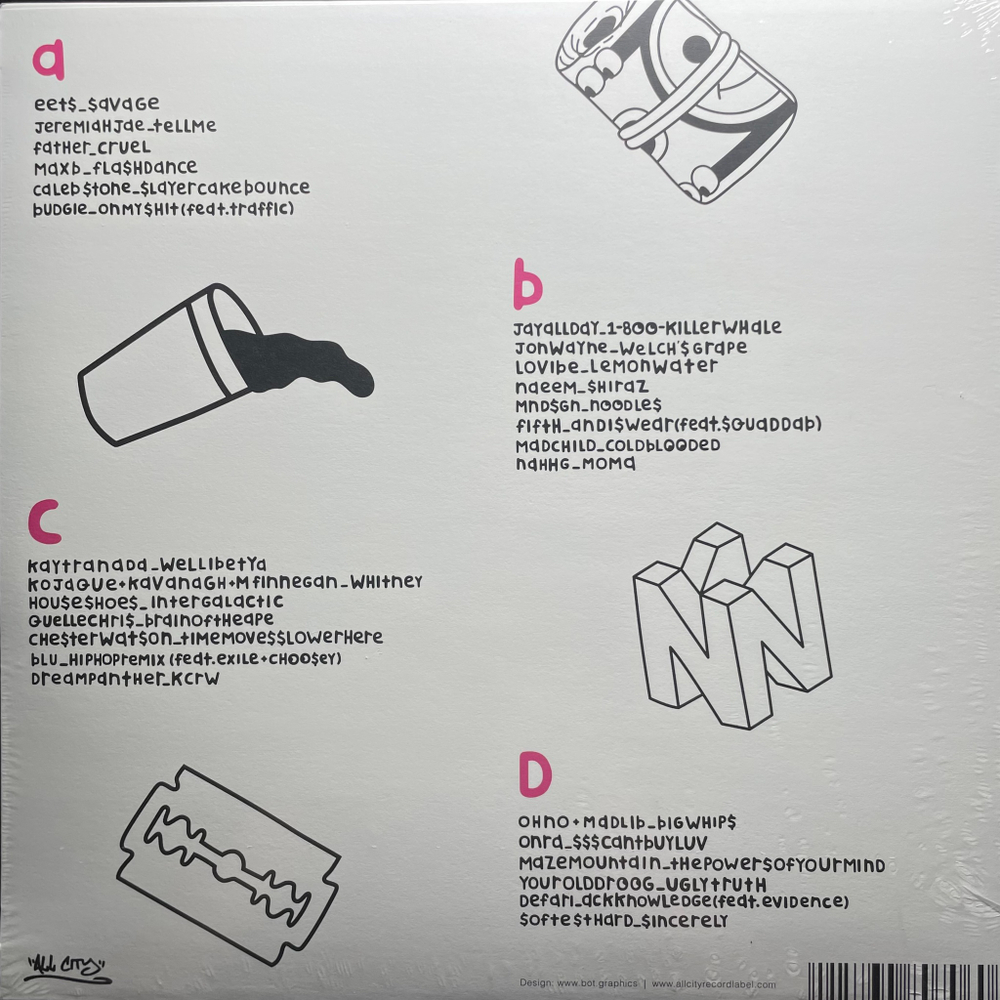 a
eet$_$avage
Jeremiahjae_tellme
father_cruel
maxb_fla$hdance
caleb$tone_$layercakebounce
budgie_onmy$hit(feat.traffic)
b
Jayallday_1-800-killerwhale
Jonwayne_welch'$grape
lovibe_lemonwater
naeem_$hiraz
mnd$gn_noodle$
fifth_andi$wear(feat.$quaddab)
madchild_coldblooded
nahhg_moma
C
kaytranada_wellibetya
kojaque+kavanagh+mfinnegan_whitney
hou$e$hoe$_intergalactic
quellechri$_brainoftheape
che$terwat$on_timemove$$lowerhere
blu_hiphopremix(feat.exile+choo$ey)
dreampanther_kcrw
D
ohno+madlib_bigwhip$
onra_$$$cantbuyluv
mazemountain_thepower$ofyourmind
yourolddroog_uglytruth
defari_ackknowledge(feat.evidence)
$ofte$thard_$incerely
"All City"
Design: www.bot.graphics | www.allcityrecordlabel.com